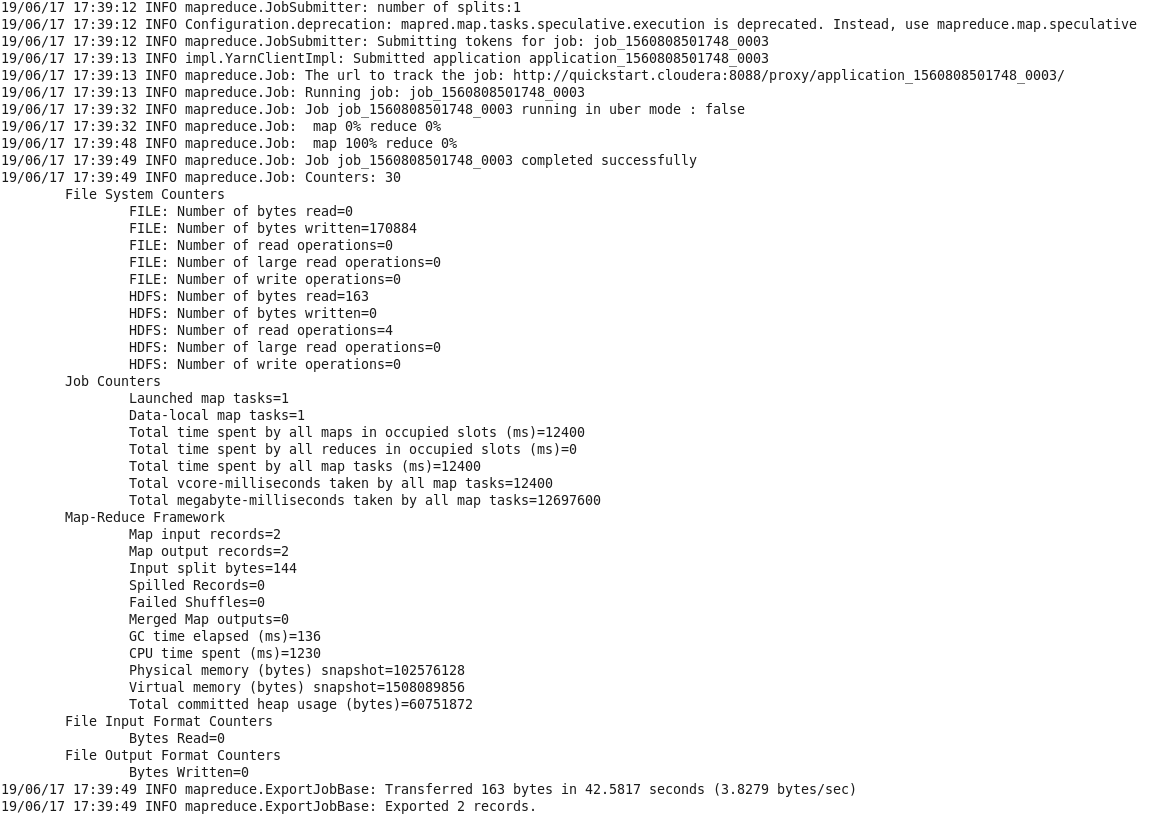 19/06/17 17:39:12 INFO mapreduce.JobSubmitter: number of splits:1
19/06/17 17:39:12 INFO Configuration.deprecation: mapred.map.tasks.speculative.execution is deprecated. Instead, use mapreduce.map.speculative
19/06/17 17:39:12 INFO mapreduce.JobSubmitter: Submitting tokens for job: job_1560808501748_0003
19/06/17 17:39:13 INFO impl.YarnClientImpl: Submitted application application_1560808501748_0003
19/06/17 17:39:13 INFO mapreduce.Job: The url to track the job: http://quickstart.cloudera:8088/proxy/application_1560808501748_0003/
19/06/17 17:39:13 INFO mapreduce.Job: Running job: job_1560808501748_0003
19/06/17 17:39:32 INFO mapreduce.Job: Job job_1560808501748_0003 running in uber mode : false
19/06/17 17:39:32 INFO mapreduce.Job:  map 0% reduce 0%
19/06/17 17:39:48 INFO mapreduce.Job:  map 100% reduce 0%
19/06/17 17:39:49 INFO mapreduce.Job: Job job_1560808501748_0003 completed successfully
19/06/17 17:39:49 INFO mapreduce.Job: Counters: 30
File System Counters
FILE: Number of bytes read=0
FILE: Number of bytes written=170884
FILE: Number of read operations=0
FILE: Number of large read operations=0
FILE: Number of write operations=0
HDFS: Number of bytes read=163
HDFS: Number of bytes written=0
HDFS: Number of read operations=4
HDFS: Number of large read operations=0
HDFS: Number of write operations=0
Job Counters
Launched map tasks=1
Data-local map tasks=1
Total time spent by all maps in occupied slots (ms)=12400
Total time spent by all reduces in occupied slots (ms)=0
Total time spent by all map tasks (ms)=12400
Total vcore-milliseconds taken by all map tasks=12400
Total megabyte-milliseconds taken by all map tasks=12697600
Map-Reduce Framework
Map input records=2
Map output records=2
Input split bytes=144
Spilled Records=0
Failed Shuffles=0
Merged Map outputs=0
GC time elapsed (ms)=136
CPU time spent (ms)=1230
Physical memory (bytes) snapshot=102576128
Virtual memory (bytes) snapshot=1508089856
Total committed heap usage (bytes)=60751872
File Input Format Counters
Bytes Read=0
File Output Format Counters
Bytes Written=0
19/06/17 17:39:49 INFO mapreduce.ExportJobBase: Transferred 163 bytes in 42.5817 seconds (3.8279 bytes/sec)
19/06/17 17:39:49 INFO mapreduce.ExportJobBase: Exported 2 records.